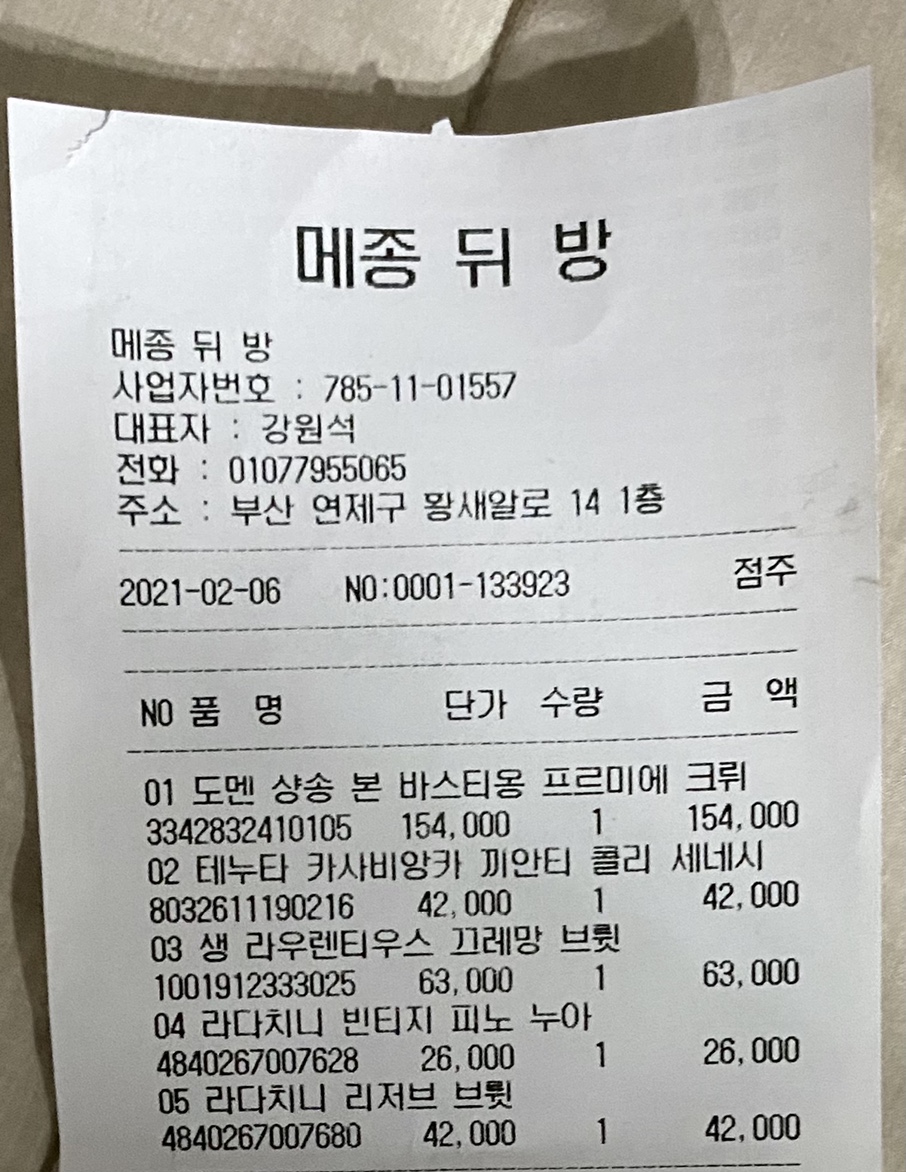 메종 뒤 방
메종 뒤 방
사업자번호 : 785-11-01557
대표자 : 강원석
전화 : 01077955065
주소 : 부산 연제구 황새알로 14 1층
2021-02-06 NO:0001-133923 점주
NO 품 명 단가 수량 금 액
01 도멘 샹송 본 바스티옹 프르미에 크뤼
3342832410105 154,000 1 154,000
02 테누타 카사비앙카 끼안티 콜리 세네시
8032611190216 42,000 1 42,000
03 생 라우렌티우스 끄레망 브륏
1001912333025 63,000 1 63,000
04 라다치니 빈티지 피노 누아
4840267007628 26,000 1 26,000
05 라다치니 리저브 브륏
4840267007680 42,000 1 42,000